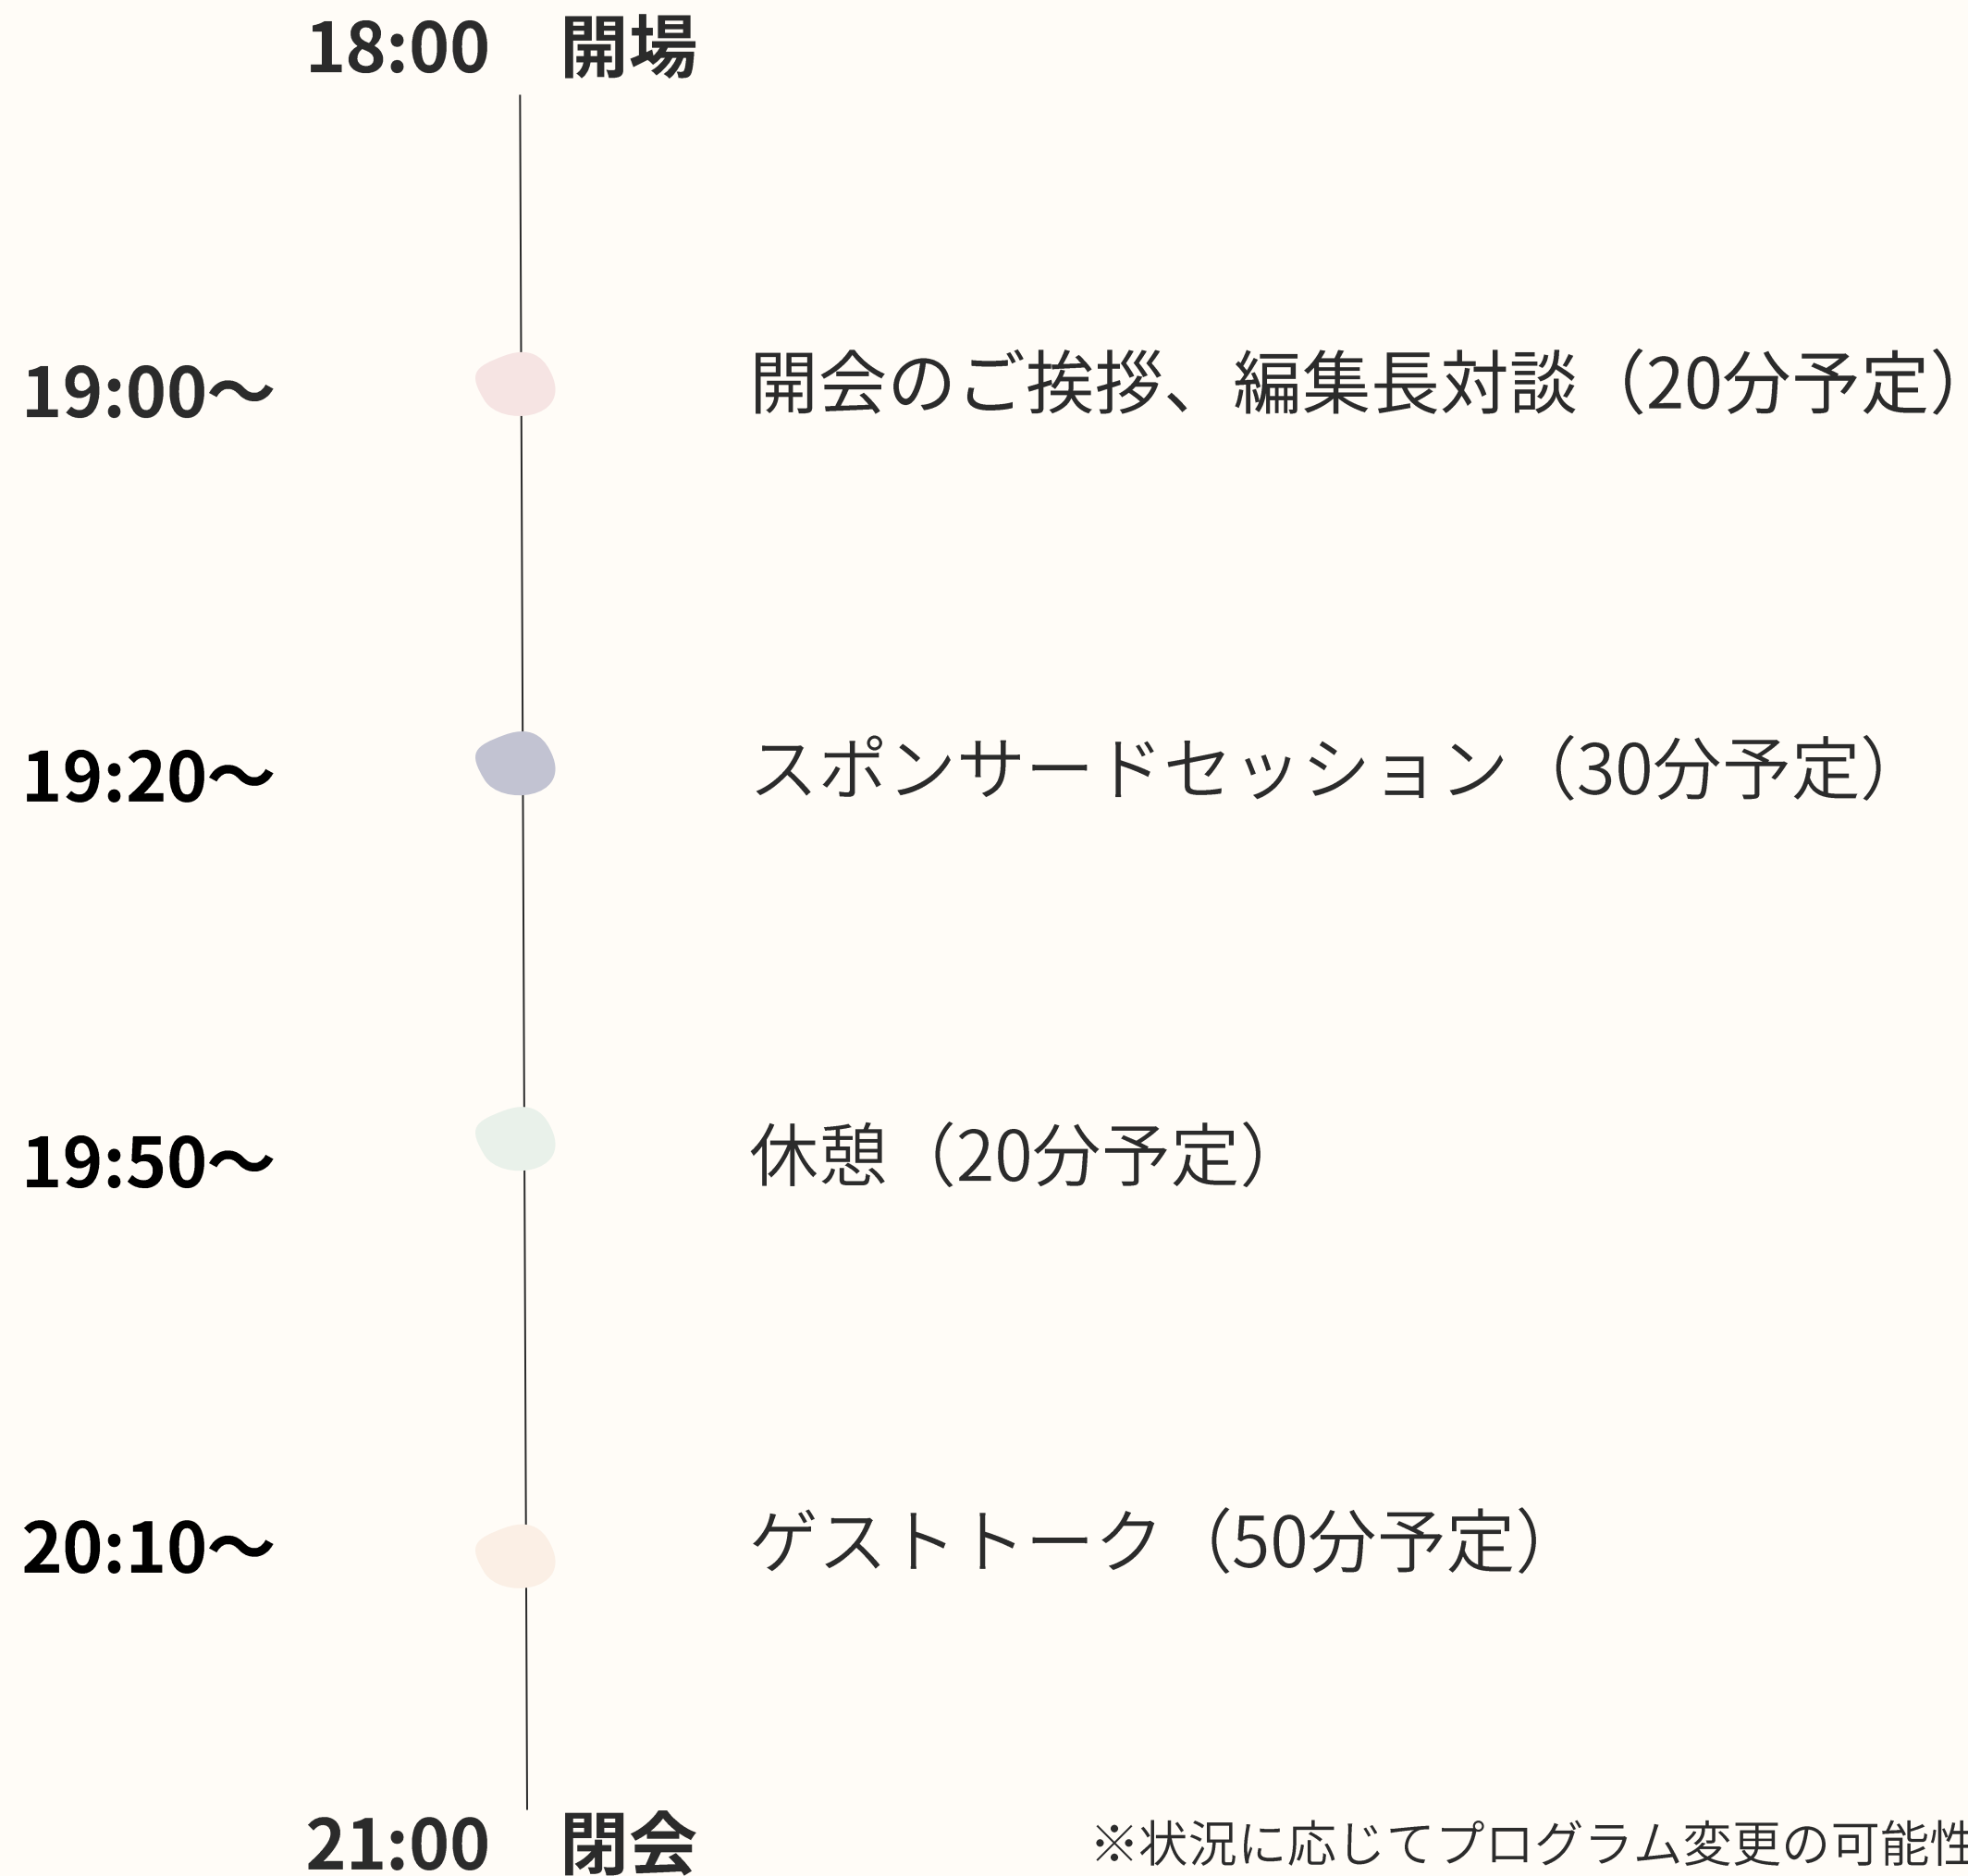 18:00 開場
19:00〜 開会のご挨拶、編集長対談（20分予定）
19:20〜 スポンサードセッション（30分予定）
19:50〜 休憩（20分予定）
20:10〜 ゲストトーク（50分予定）
21:00 閉会 ※状況に応じてプログラム変更の可能性